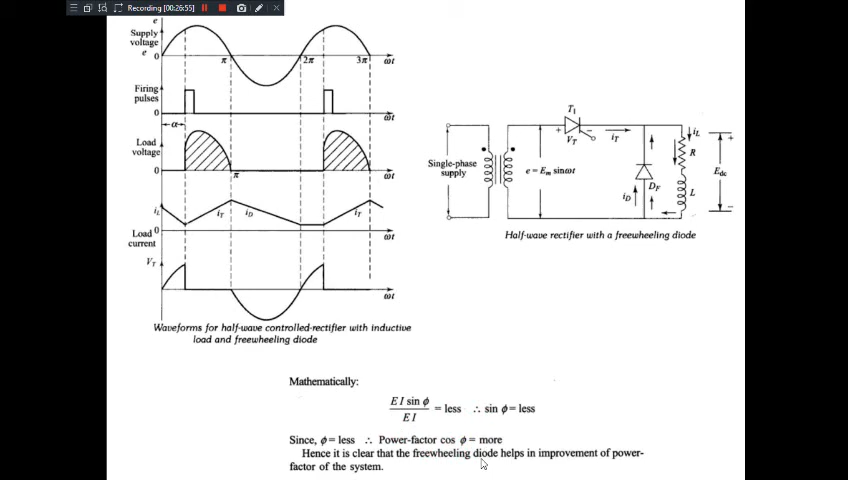 Recording [00:26:55]
e
Supply
voltage
e 0
π 2π 3π ωt
Firing
pulses
0
ωt
α
Load
voltage
0
π ωt
iL iT iD iT
Load 0
current
ωt
VT
ωt
Waveforms for half-wave controlled-rectifier with inductive
load and freewheeling diode
T1
+ −
VT iT iL
+
Single-phase
supply
e = Em sinωt
R
Edc
DF
iD L
−
Half-wave rectifier with a freewheeling diode
Mathematically:
E I sin ϕ
E I
= less ∴ sin ϕ = less
Since, ϕ = less ∴ Power-factor cos ϕ = more
Hence it is clear that the freewheeling diode helps in improvement of power-
factor of the system.